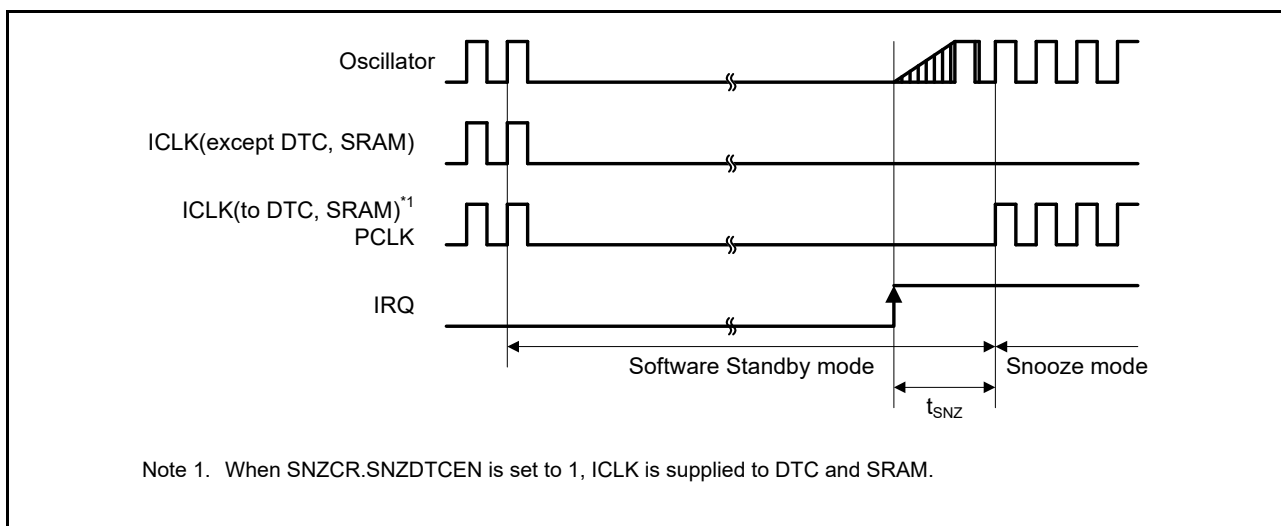 Oscillator
ICLK(except DTC, SRAM)
ICLK(to DTC, SRAM)*1
PCLK
IRQ
Software Standby mode
Snooze mode
tSNZ
Note 1. When SNZCR.SNZDTCEN is set to 1, ICLK is supplied to DTC and SRAM.